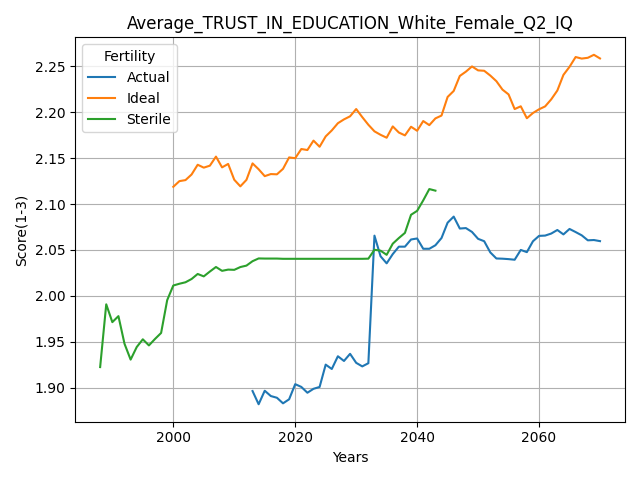 Average_TRUST_IN_EDUCATION_White_Female_Q2_IQ
Fertility
Actual
Ideal
Sterile
Score(1-3)
2.25
2.20
2.15
2.10
2.05
2.00
1.95
1.90
2000
2020
2040
2060
Years